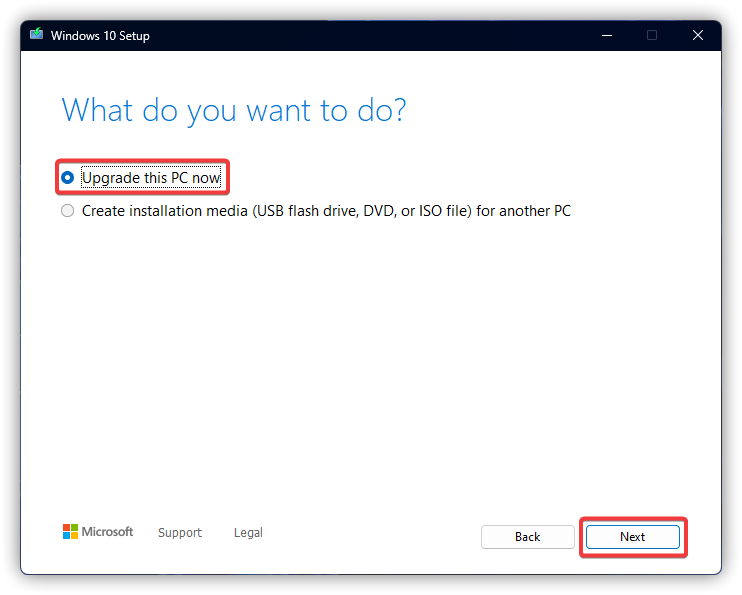 Windows 10 Setup
What do you want to do?
Upgrade this PC now
Create installation media (USB flash drive, DVD, or ISO file) for another PC
Microsoft Support Legal Back Next